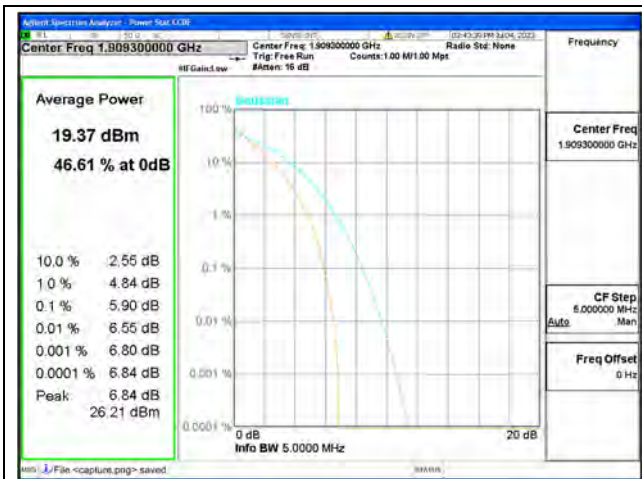 Agilent Spectrum Analyzer - Power Stat CCDF
Center Freq 1.909300000 GHz
Center Freq: 1.909300000 GHz
Radio Std: None
Trig: Free Run
Counts:1.00 M/1.00 Mpt
#IFGain:Low
#Atten: 16 dB
Frequency
Average Power
19.37 dBm
46.61 % at 0dB
10.0 % 2.55 dB
1.0 % 4.84 dB
0.1 % 5.90 dB
0.01 % 6.55 dB
0.001 % 6.80 dB
0.0001 % 6.84 dB
Peak 6.84 dB
26.21 dBm
Gaussian
100 %
10 %
1 %
0.1 %
0.01 %
0.001 %
0.0001 %
0 dB
20 dB
Info BW 5.0000 MHz
Center Freq
1.909300000 GHz
CF Step
5.000000 MHz
Auto Man
Freq Offset
0 Hz
MSG File <capture.png> saved
STATUS